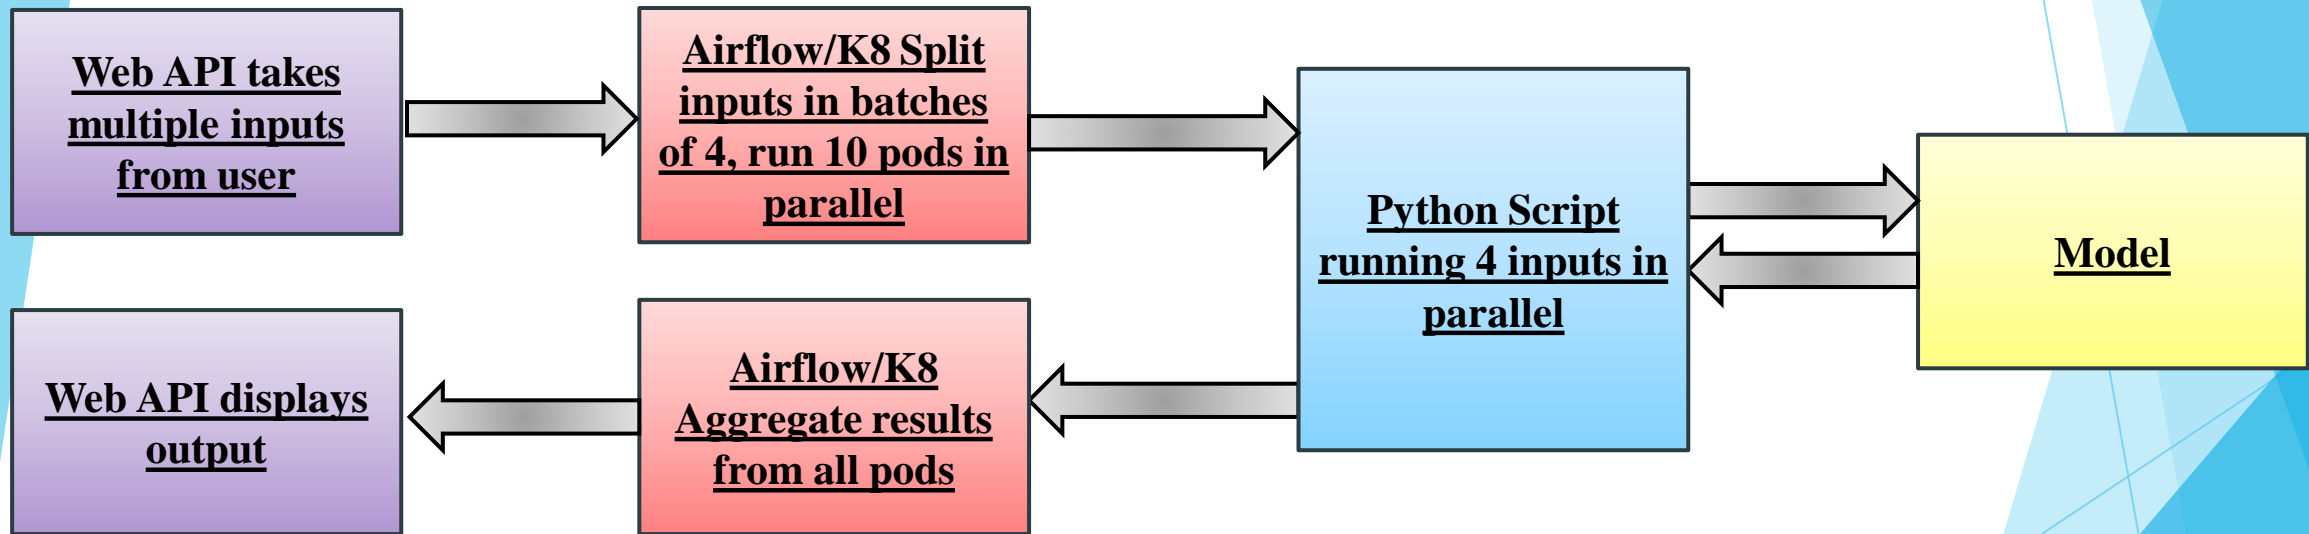 Web API takes
multiple inputs
from user
Airflow/K8 Split
inputs in batches
of 4, run 10 pods in
parallel
Python Script
running 4 inputs in
parallel
Model
Airflow/K8
Aggregate results
from all pods
Web API displays
output